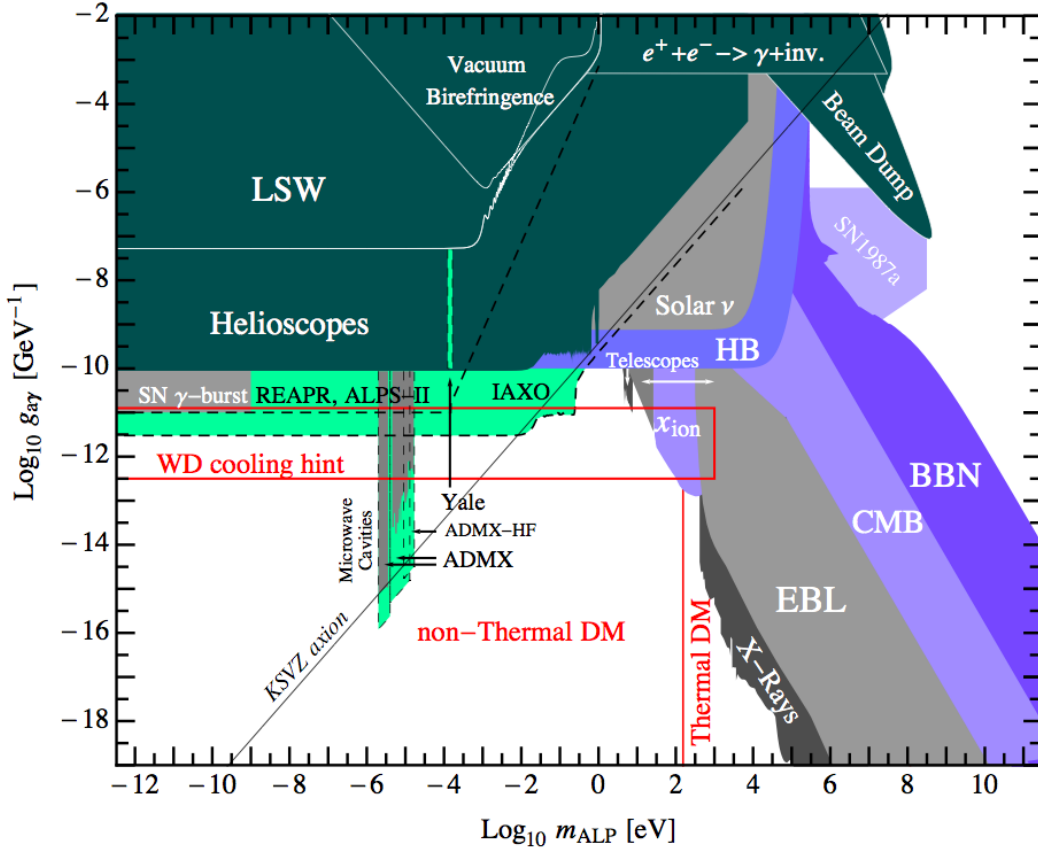 −2
−4
−6
−8
−10
−12
−14
−16
−18
Log₁₀ gₐᵧ [GeV⁻¹]
e⁺+e⁻−> γ+inv.
Vacuum
Birefringence
Beam Dump
LSW
SN1987a
Helioscopes
Solar ν
HB
Telescopes
SN γ−burst
REAPR, ALPS−II
IAXO
x_ion
WD cooling hint
BBN
Yale
CMB
Microwave
Cavities
ADMX−HF
ADMX
EBL
non−Thermal DM
KSVZ axion
Thermal DM
X−Rays
−12
−10
−8
−6
−4
−2
0
2
4
6
8
10
Log₁₀ m_ALP [eV]